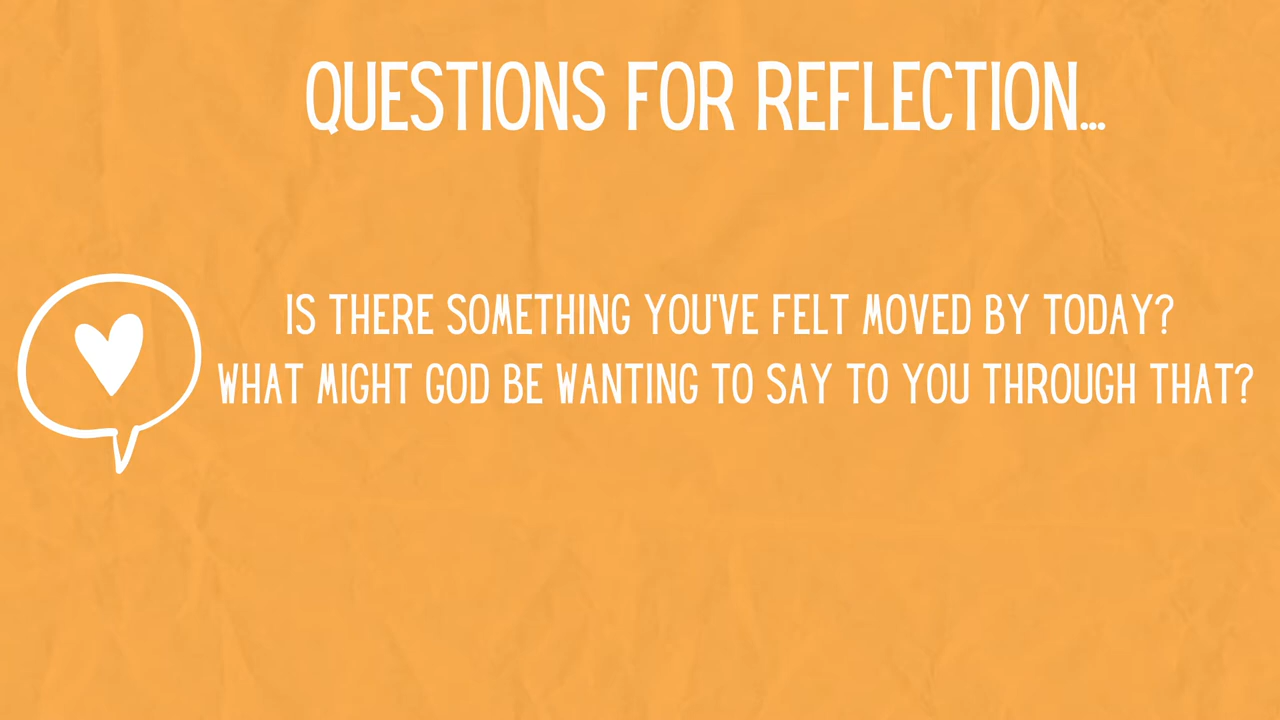 QUESTIONS FOR REFLECTION...
IS THERE SOMETHING YOU'VE FELT MOVED BY TODAY?
WHAT MIGHT GOD BE WANTING TO SAY TO YOU THROUGH THAT?